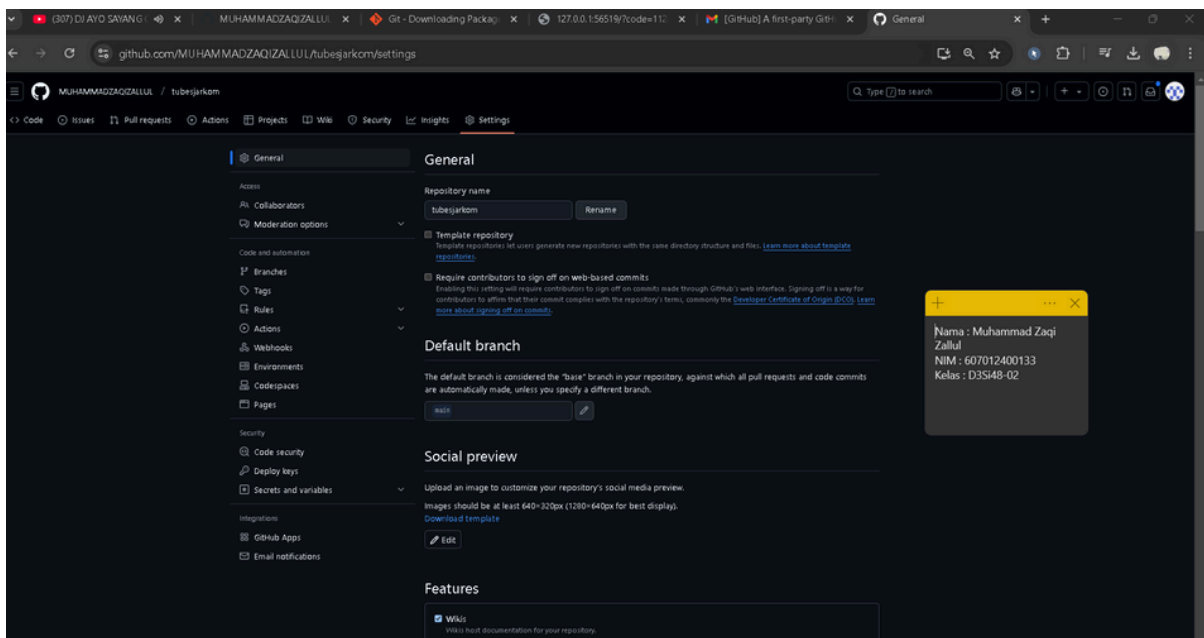 (307) DJ AYO SAYANG (
MUHAMMADZAQIZALLUL
Git - Downloading Packag
127.0.0.1:56519/?code=112
[GitHub] A first-party GitH
General
github.com/MUHAMMADZAQIZALLUL/tubesjarkom/settings
MUHAMMADZAQIZALLUL / tubesjarkom
Type / to search
Code
Issues
Pull requests
Actions
Projects
Wiki
Security
Insights
Settings
General
Access
Collaborators
Moderation options
Code and automation
Branches
Tags
Rules
Actions
Webhooks
Environments
Codespaces
Pages
Security
Code security
Deploy keys
Secrets and variables
Integrations
GitHub Apps
Email notifications
General
Repository name
tubesjarkom
Rename
Template repository
Template repositories let users generate new repositories with the same directory structure and files. Learn more about template
repositories.
Require contributors to sign off on web-based commits
Enabling this setting will require contributors to sign off on commits made through GitHub's web interface. Signing off is a way for
contributors to affirm that their commit complies with the repository's terms, commonly the Developer Certificate of Origin (DCO). Learn
more about signing off on commits.
Default branch
The default branch is considered the "base" branch in your repository, against which all pull requests and code commits
are automatically made, unless you specify a different branch.
main
Social preview
Upload an image to customize your repository's social media preview.
Images should be at least 640×320px (1280×640px for best display).
Download template
Edit
Features
Wikis
Wikis host documentation for your repository.
Nama : Muhammad Zaqi
Zallul
NIM : 607012400133
Kelas : D3Si48-02